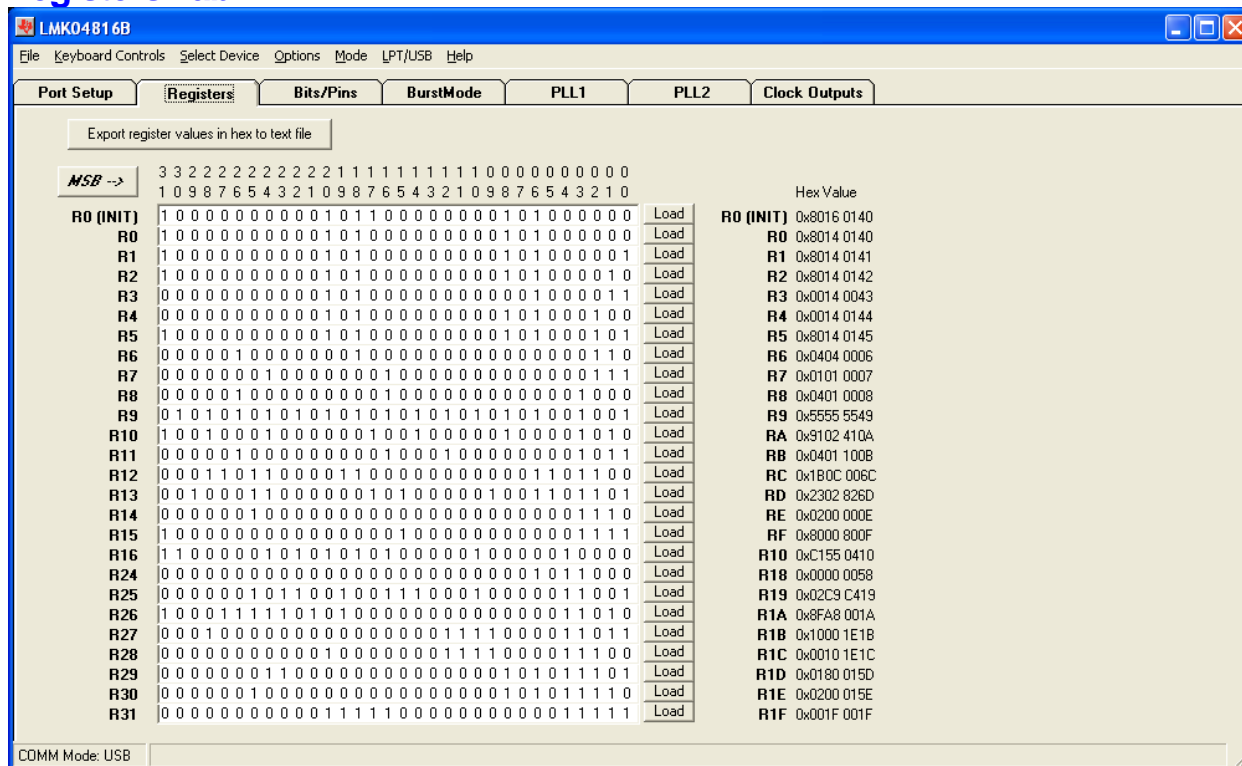 LMK04816B
File Keyboard Controls Select Device Options Mode LPT/USB Help
Port Setup Registers Bits/Pins BurstMode PLL1 PLL2 Clock Outputs
Export register values in hex to text file
MSB -->
3 3 2 2 2 2 2 2 2 2 2 2 1 1 1 1 1 1 1 1 1 1 0 0 0 0 0 0 0 0 0 0
1 0 9 8 7 6 5 4 3 2 1 0 9 8 7 6 5 4 3 2 1 0 9 8 7 6 5 4 3 2 1 0 Hex Value
R0 (INIT) 1 0 0 0 0 0 0 0 0 0 0 1 0 1 1 0 0 0 0 0 0 0 0 1 0 1 0 0 0 0 0 0 Load R0 (INIT) 0x8016 0140
R0 1 0 0 0 0 0 0 0 0 0 0 1 0 1 0 0 0 0 0 0 0 0 0 1 0 1 0 0 0 0 0 0 Load R0 0x8014 0140
R1 1 0 0 0 0 0 0 0 0 0 0 1 0 1 0 0 0 0 0 0 0 0 0 1 0 1 0 0 0 0 0 1 Load R1 0x8014 0141
R2 1 0 0 0 0 0 0 0 0 0 0 1 0 1 0 0 0 0 0 0 0 0 0 1 0 1 0 0 0 0 1 0 Load R2 0x8014 0142
R3 0 0 0 0 0 0 0 0 0 0 0 1 0 1 0 0 0 0 0 0 0 0 0 0 0 1 0 0 0 0 1 1 Load R3 0x0014 0043
R4 0 0 0 0 0 0 0 0 0 0 0 1 0 1 0 0 0 0 0 0 0 0 0 1 0 1 0 0 0 1 0 0 Load R4 0x0014 0144
R5 1 0 0 0 0 0 0 0 0 0 0 1 0 1 0 0 0 0 0 0 0 0 0 1 0 1 0 0 0 1 0 1 Load R5 0x8014 0145
R6 0 0 0 0 0 1 0 0 0 0 0 0 0 1 0 0 0 0 0 0 0 0 0 0 0 0 0 0 0 1 1 0 Load R6 0x0404 0006
R7 0 0 0 0 0 0 0 1 0 0 0 0 0 0 0 1 0 0 0 0 0 0 0 0 0 0 0 0 0 1 1 1 Load R7 0x0101 0007
R8 0 0 0 0 0 1 0 0 0 0 0 0 0 0 0 1 0 0 0 0 0 0 0 0 0 0 0 0 1 0 0 0 Load R8 0x0401 0008
R9 0 1 0 1 0 1 0 1 0 1 0 1 0 1 0 1 0 1 0 1 0 1 0 1 0 1 0 0 1 0 0 1 Load R9 0x5555 5549
R10 1 0 0 1 0 0 0 1 0 0 0 0 0 0 1 0 0 1 0 0 0 0 0 1 0 0 0 0 1 0 1 0 Load RA 0x9102 410A
R11 0 0 0 0 0 1 0 0 0 0 0 0 0 0 0 1 0 0 0 1 0 0 0 0 0 0 0 0 1 0 1 1 Load RB 0x0401 100B
R12 0 0 0 1 1 0 1 1 0 0 0 0 1 1 0 0 0 0 0 0 0 0 0 0 0 1 1 0 1 1 0 0 Load RC 0x1B0C 006C
R13 0 0 1 0 0 0 1 1 0 0 0 0 0 0 1 0 1 0 0 0 0 0 1 0 0 1 1 0 1 1 0 1 Load RD 0x2302 826D
R14 0 0 0 0 0 0 1 0 0 0 0 0 0 0 0 0 0 0 0 0 0 0 0 0 0 0 0 0 1 1 1 0 Load RE 0x0200 000E
R15 1 0 0 0 0 0 0 0 0 0 0 0 0 0 0 0 1 0 0 0 0 0 0 0 0 0 0 0 1 1 1 1 Load RF 0x8000 800F
R16 1 1 0 0 0 0 0 1 0 1 0 1 0 1 0 1 0 0 0 0 0 1 0 0 0 0 0 1 0 0 0 0 Load R10 0xC155 0410
R24 0 0 0 0 0 0 0 0 0 0 0 0 0 0 0 0 0 0 0 0 0 0 0 0 0 1 0 1 1 0 0 0 Load R18 0x0000 0058
R25 0 0 0 0 0 0 1 0 1 1 0 0 1 0 0 1 1 1 0 0 0 1 0 0 0 0 0 1 1 0 0 1 Load R19 0x02C9 C419
R26 1 0 0 0 1 1 1 1 1 0 1 0 1 0 0 0 0 0 0 0 0 0 0 0 0 0 0 1 1 0 1 0 Load R1A 0x8FA8 001A
R27 0 0 0 1 0 0 0 0 0 0 0 0 0 0 0 0 0 0 0 1 1 1 1 0 0 0 0 1 1 0 1 1 Load R1B 0x1000 1E1B
R28 0 0 0 0 0 0 0 0 0 0 0 1 0 0 0 0 0 0 0 1 1 1 1 0 0 0 0 1 1 1 0 0 Load R1C 0x0010 1E1C
R29 0 0 0 0 0 0 0 1 1 0 0 0 0 0 0 0 0 0 0 0 0 0 0 1 0 1 0 1 1 1 0 1 Load R1D 0x0180 015D
R30 0 0 0 0 0 0 1 0 0 0 0 0 0 0 0 0 0 0 0 0 0 0 0 1 0 1 0 1 1 1 1 0 Load R1E 0x0200 015E
R31 0 0 0 0 0 0 0 0 0 0 0 1 1 1 1 1 0 0 0 0 0 0 0 0 0 0 0 1 1 1 1 1 Load R1F 0x001F 001F
COMM Mode: USB